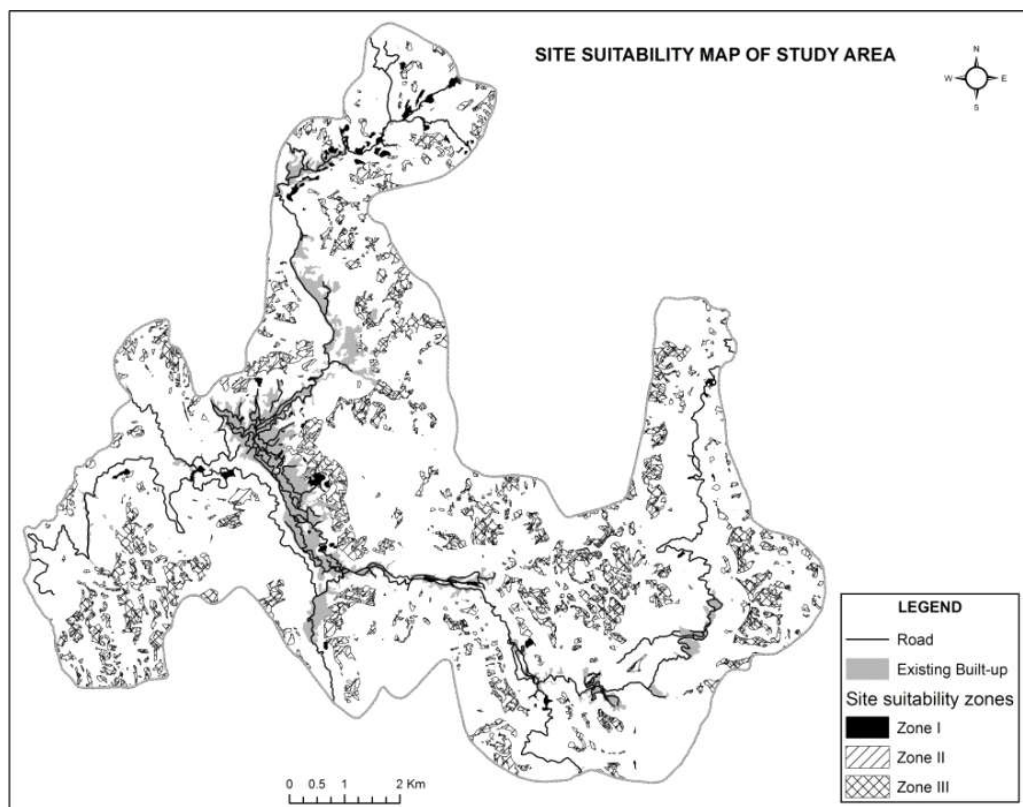 SITE SUITABILITY MAP OF STUDY AREA
N
W E
S
LEGEND
Road
Existing Built-up
Site suitability zones
Zone I
Zone II
Zone III
0 0.5 1 2 Km